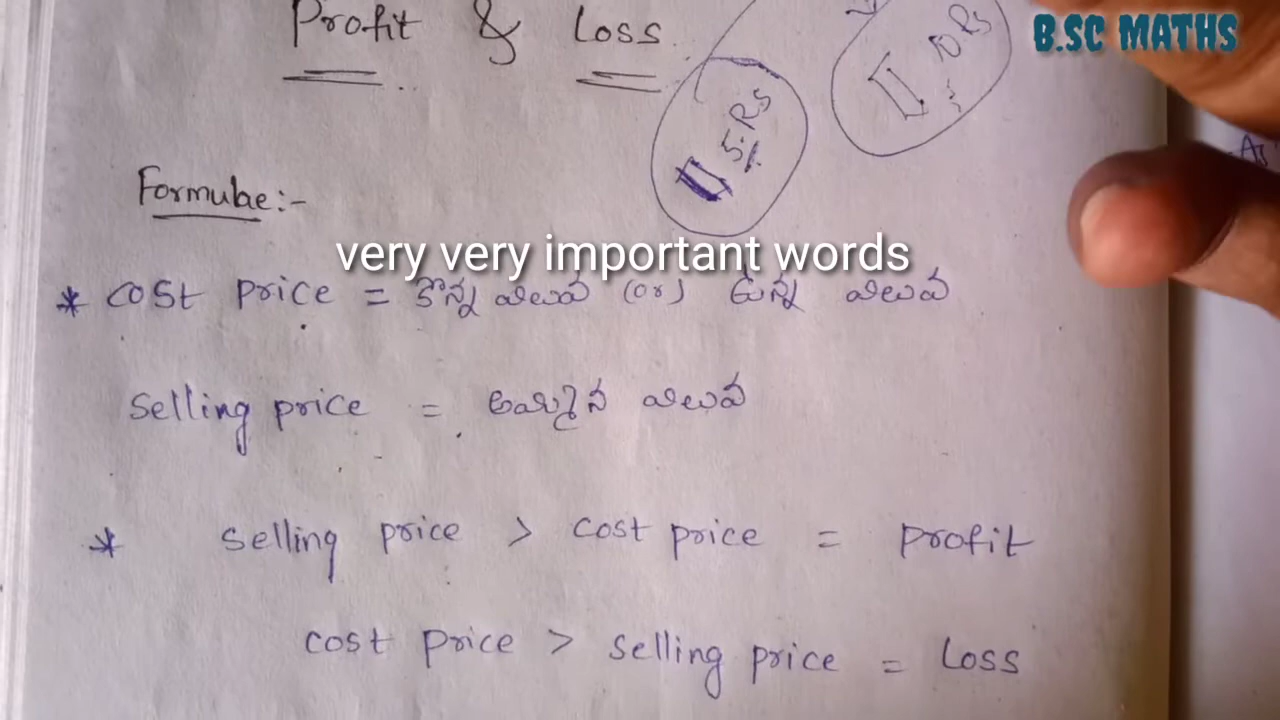 B.SC MATHS
Profit & Loss
5 Rs
10 Rs
Formulae:-
very very important words
* cost price = కొన్న విలువ (or) ఉన్న విలువ
selling price = అమ్మిన విలువ
* selling price > cost price = profit
cost price > selling price = Loss